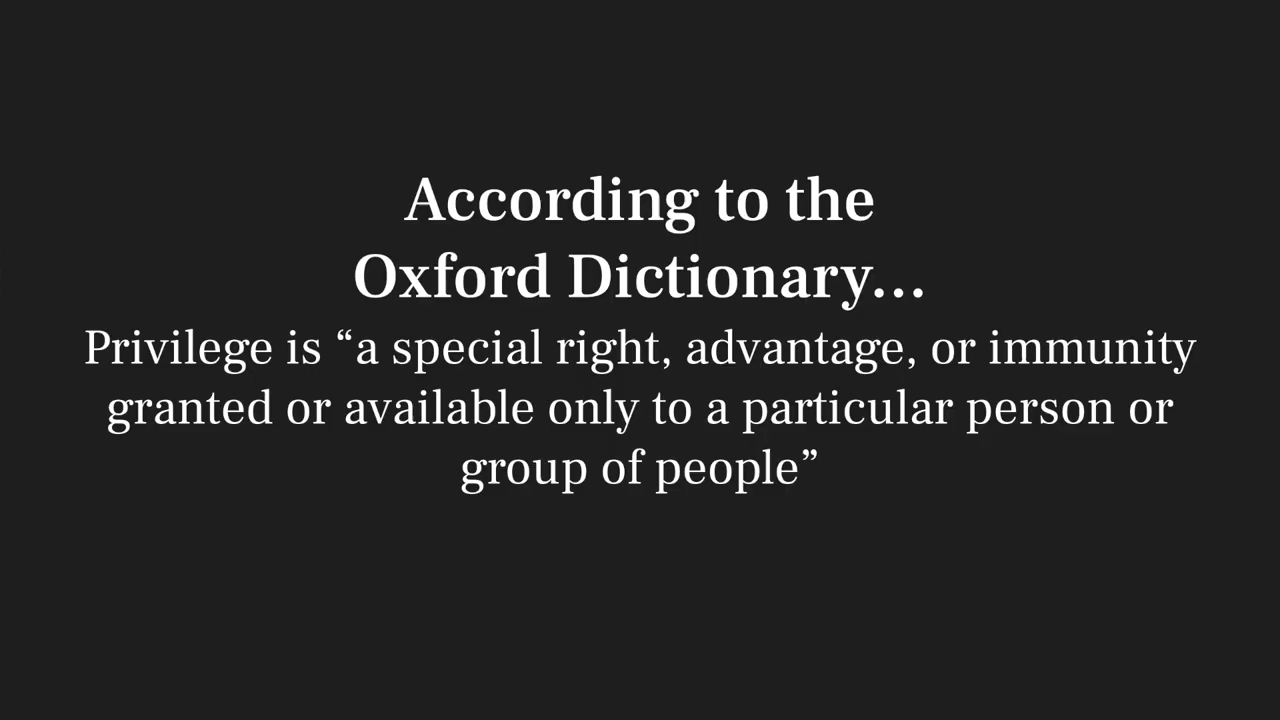 According to the
Oxford Dictionary...
Privilege is “a special right, advantage, or immunity
granted or available only to a particular person or
group of people”